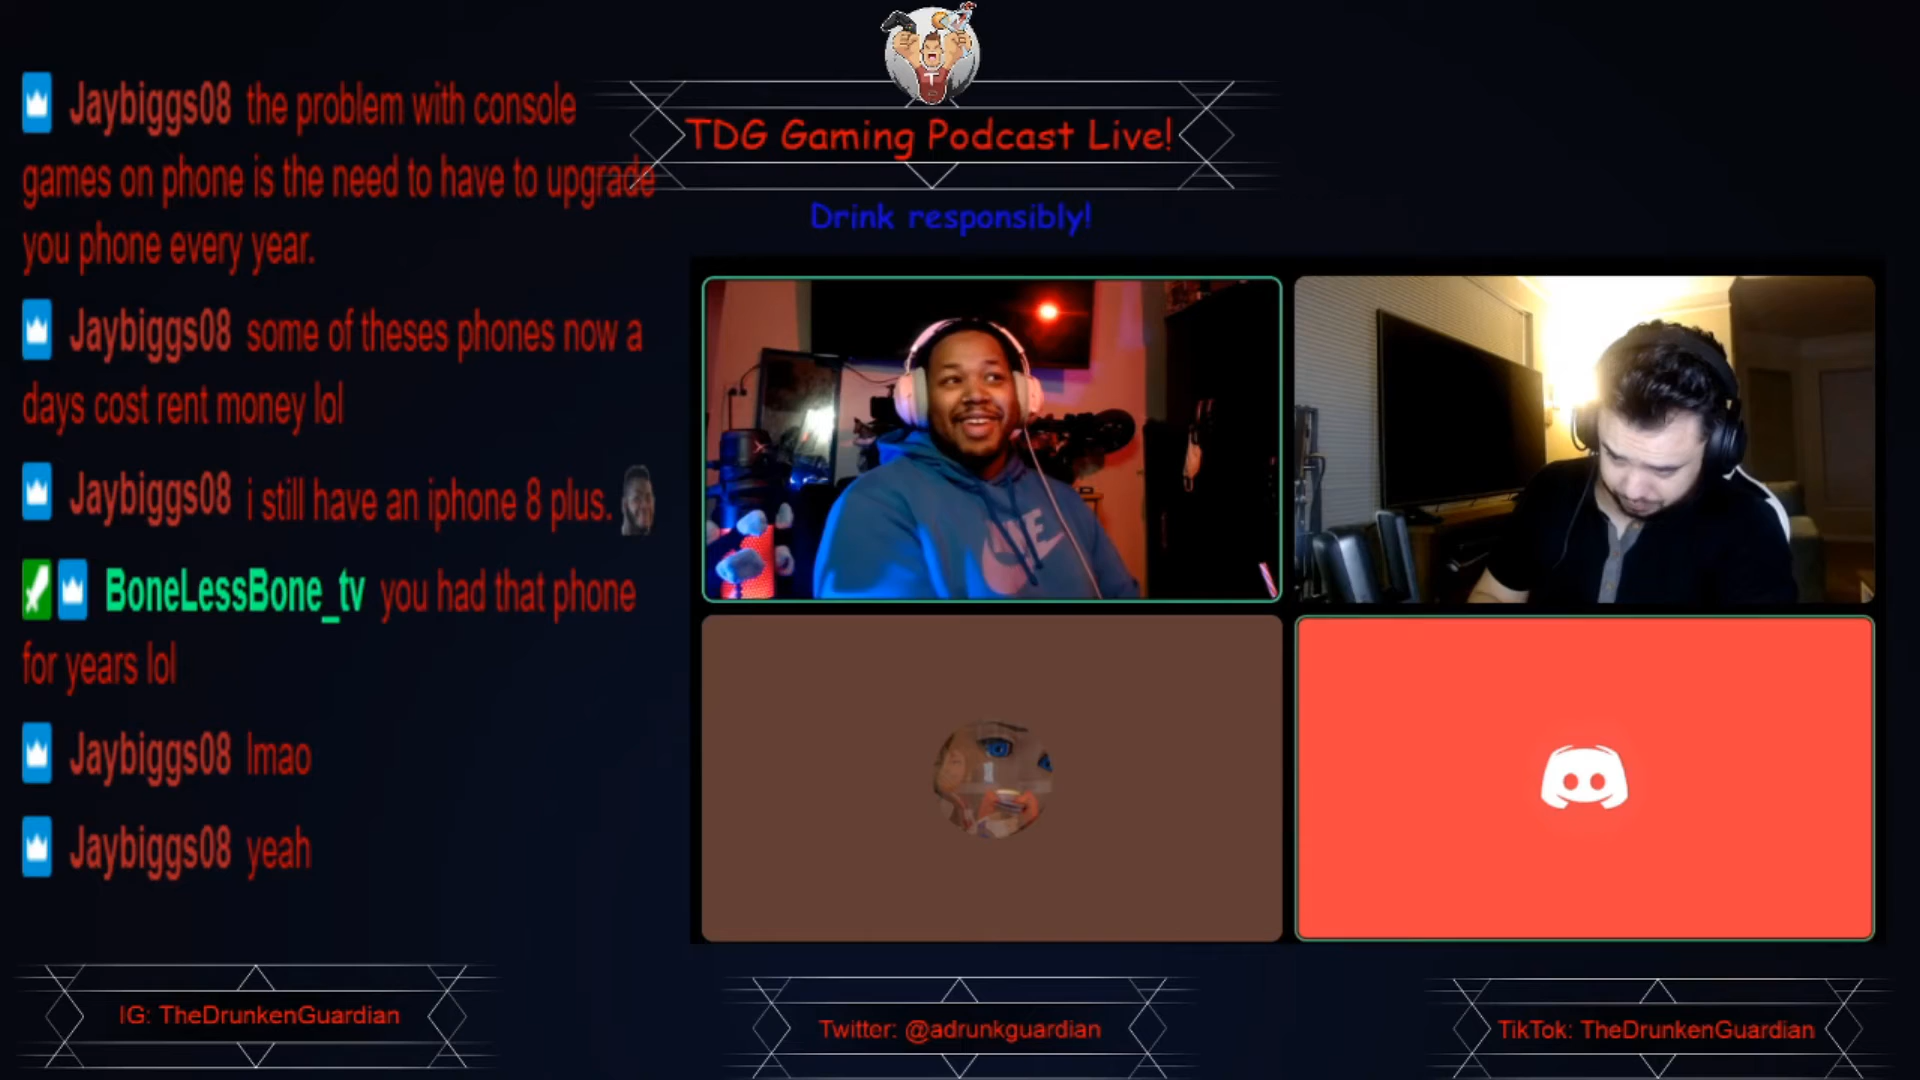 Jaybiggs08 the problem with console
games on phone is the need to have to upgrade
you phone every year.
Jaybiggs08 some of theses phones now a
days cost rent money lol
Jaybiggs08 i still have an iphone 8 plus.
BoneLessBone_tv you had that phone
for years lol
Jaybiggs08 lmao
Jaybiggs08 yeah
T
TDG Gaming Podcast Live!
Drink responsibly!
IG: TheDrunkenGuardian
Twitter: @adrunkguardian
TikTok: TheDrunkenGuardian